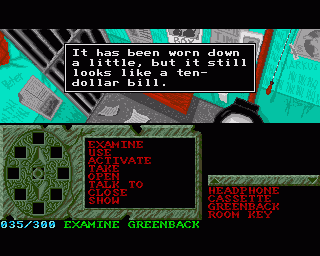 It has been worn down
a little, but it still
looks like a ten-
dollar bill.
EXAMINE
USE
ACTIVATE
TAKE
OPEN
TALK TO
CLOSE
SHOW
HEADPHONE
CASSETTE
GREENBACK
ROOM KEY
035/300 EXAMINE GREENBACK